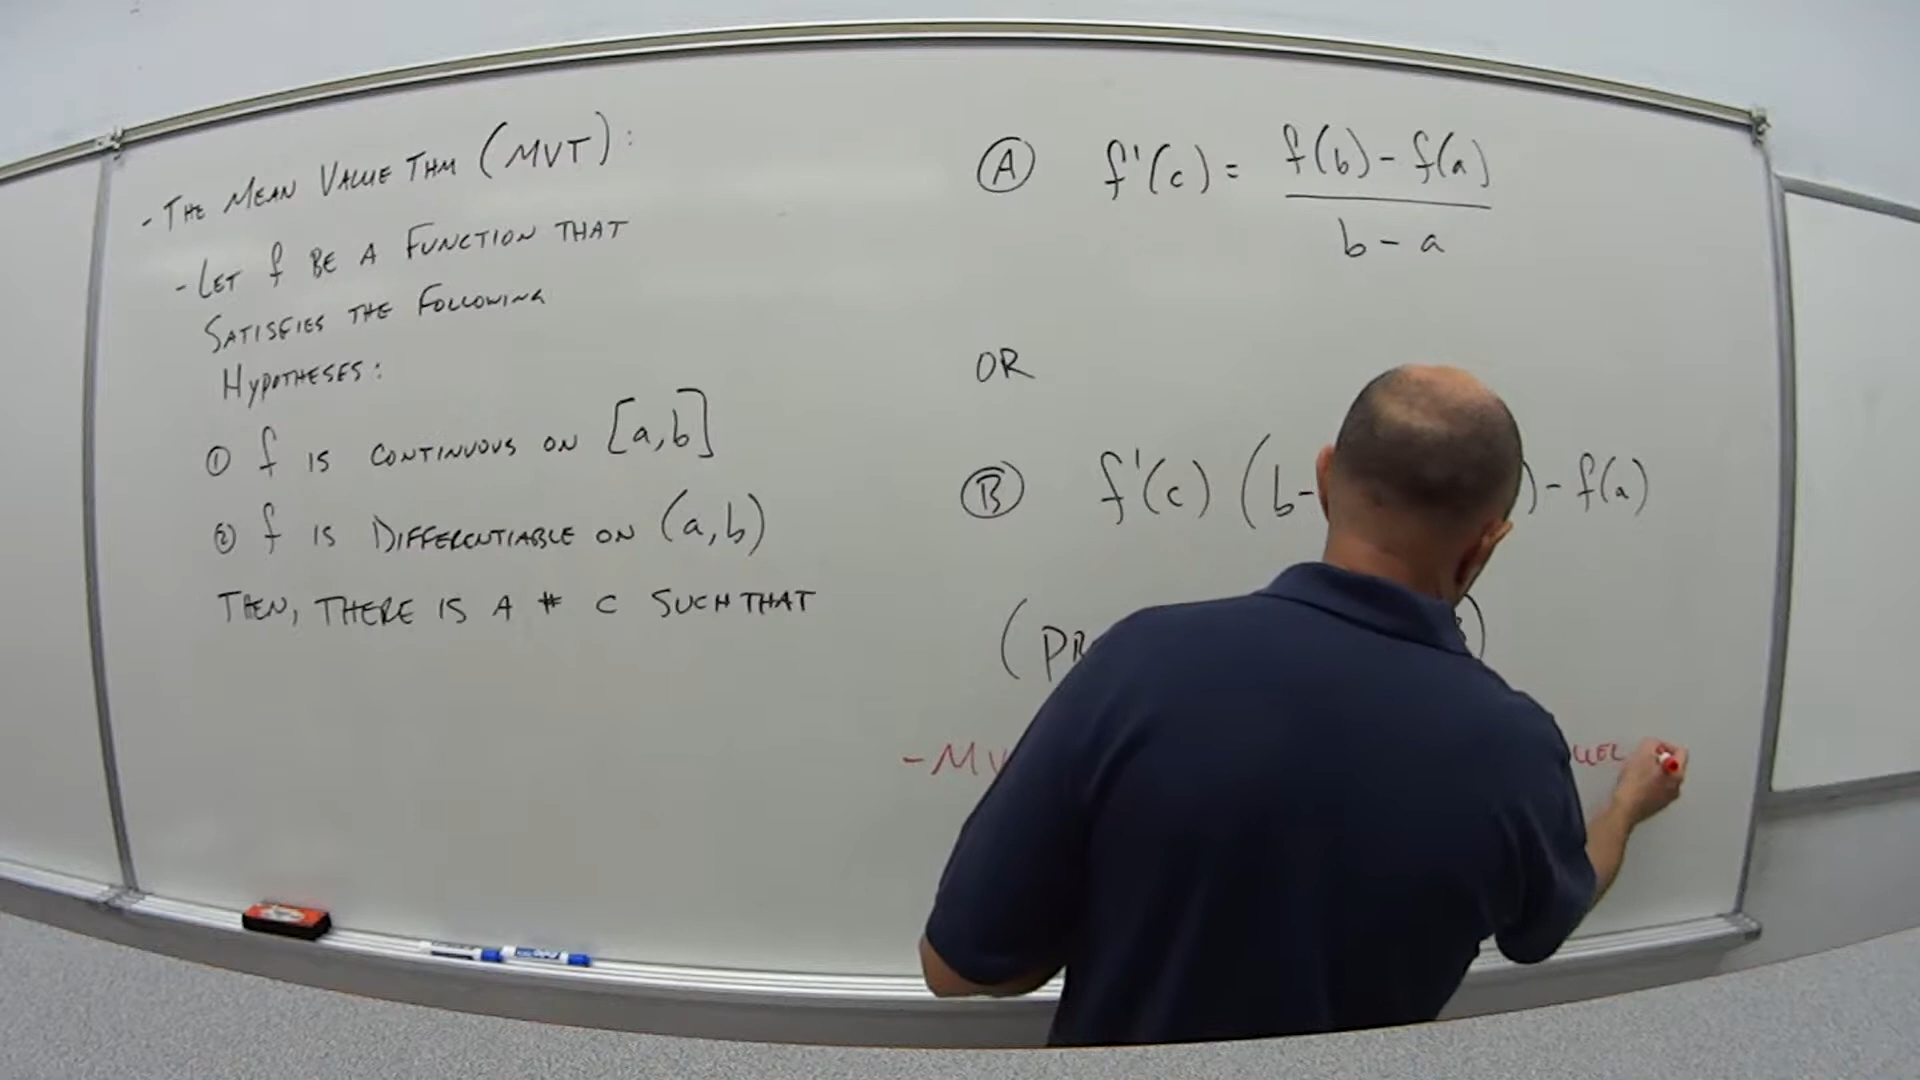 - THE MEAN VALUE THM (MVT):
- LET f BE A FUNCTION THAT
SATISFIES THE FOLLOWING
HYPOTHESES:
① f IS CONTINUOUS ON [a,b]
② f IS DIFFERENTIABLE ON (a,b)
THEN, THERE IS A # C SUCH THAT
Ⓐ f'(c) = f(b) - f(a)
b - a
OR
Ⓑ f'(c) (b- ) - f(a)
(
- MV